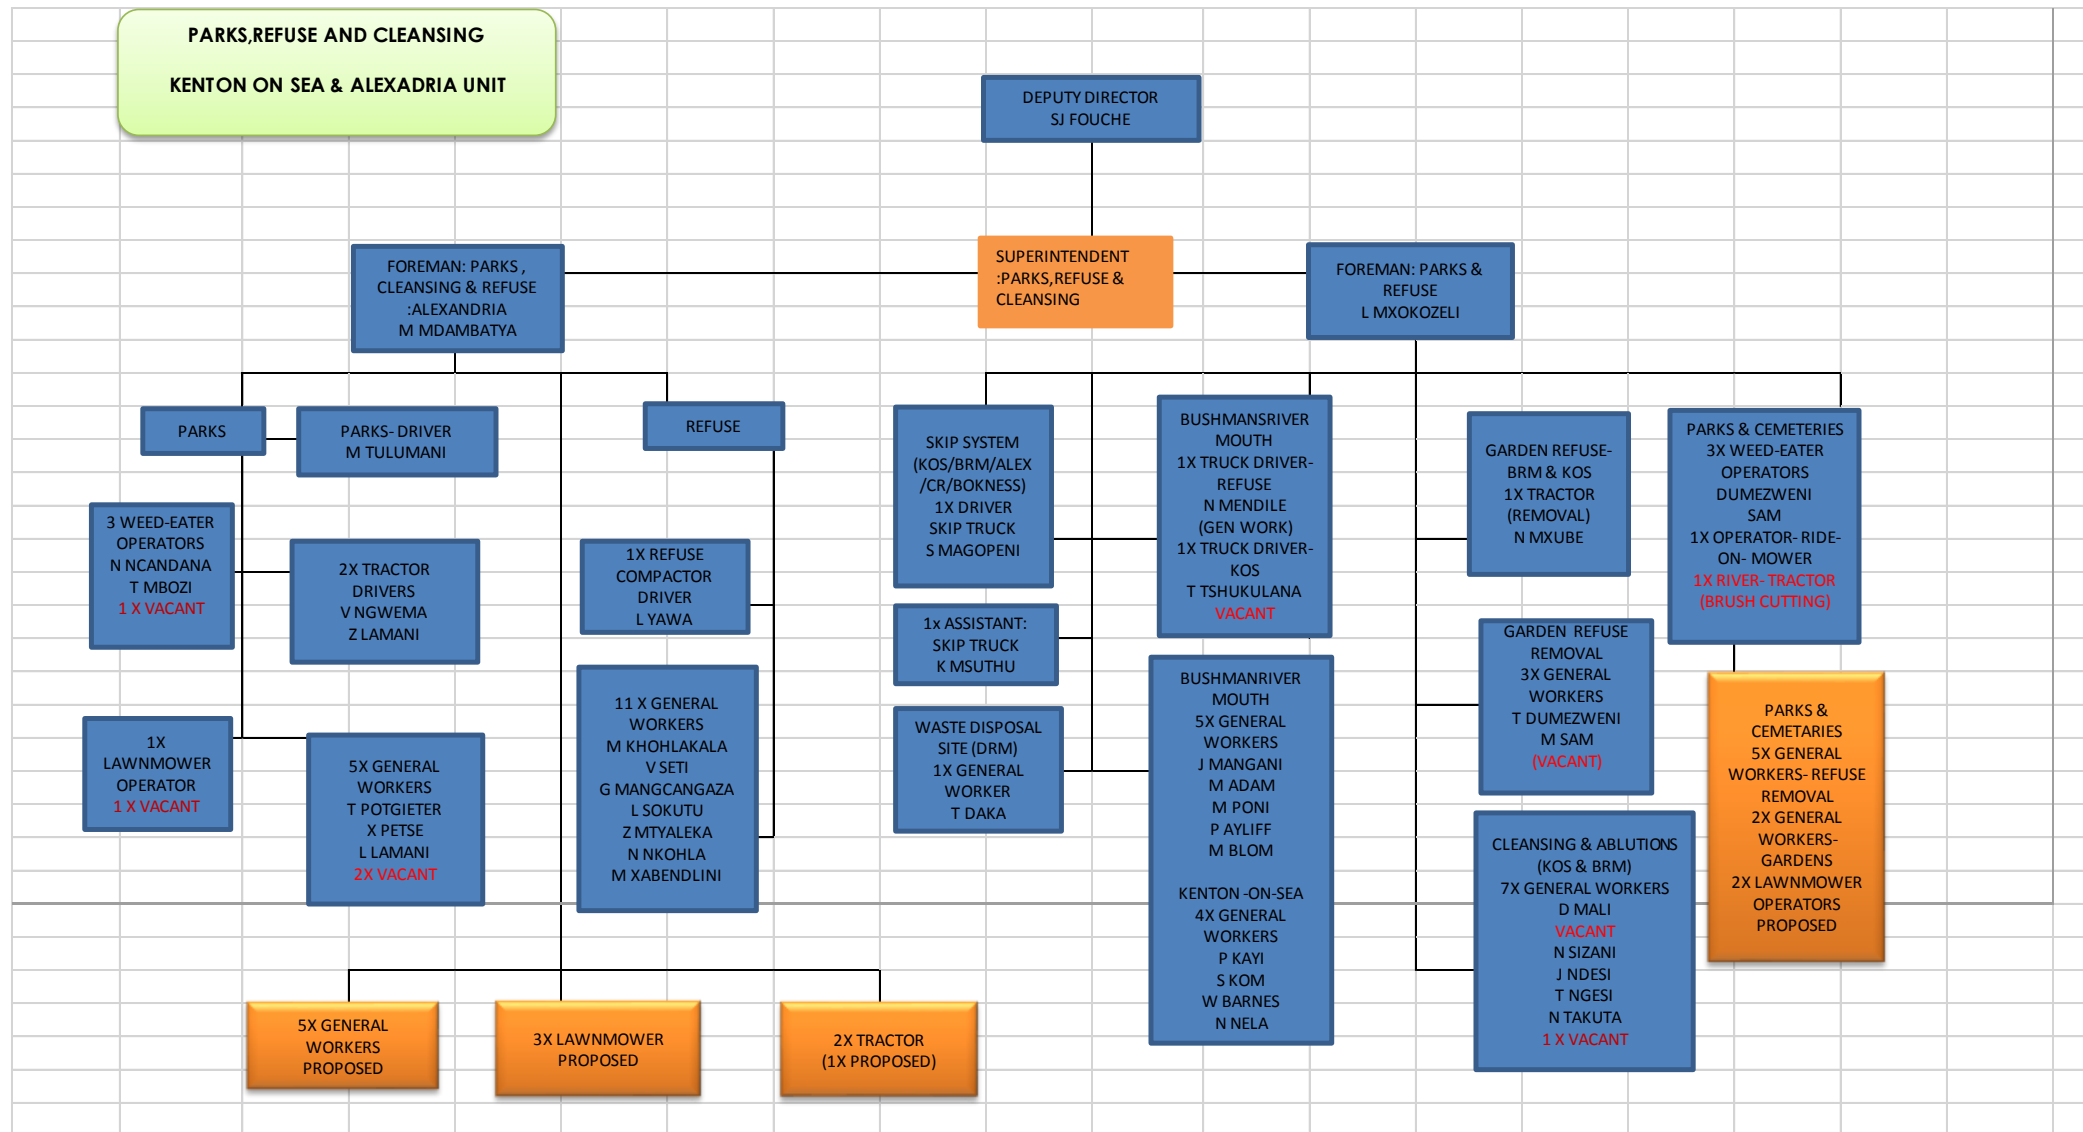 PARKS,REFUSE AND CLEANSING
KENTON ON SEA & ALEXADRIA UNIT
DEPUTY DIRECTOR
SJ FOUCHE
FOREMAN: PARKS ,
CLEANSING & REFUSE
:ALEXANDRIA
M MDAMBATYA
SUPERINTENDENT
:PARKS,REFUSE &
CLEANSING
FOREMAN: PARKS &
REFUSE
L MXOKOZELI
PARKS
PARKS- DRIVER
M TULUMANI
REFUSE
3 WEED-EATER
OPERATORS
N NCANDANA
T MBOZI
1 X VACANT
2X TRACTOR
DRIVERS
V NGWEMA
Z LAMANI
1X
LAWNMOWER
OPERATOR
1 X VACANT
5X GENERAL
WORKERS
T POTGIETER
X PETSE
L LAMANI
2X VACANT
1X REFUSE
COMPACTOR
DRIVER
L YAWA
11 X GENERAL
WORKERS
M KHOHLAKALA
V SETI
G MANGCANGAZA
L SOKUTU
Z MTYALEKA
N NKOHLA
M XABENDLINI
SKIP SYSTEM
(KOS/BRM/ALEX
/CR/BOKNESS)
1X DRIVER
SKIP TRUCK
S MAGOPENI
1x ASSISTANT:
SKIP TRUCK
K MSUTHU
WASTE DISPOSAL
SITE (DRM)
1X GENERAL
WORKER
T DAKA
BUSHMANSRIVER
MOUTH
1X TRUCK DRIVER-
REFUSE
N MENDILE
(GEN WORK)
1X TRUCK DRIVER-
KOS
T TSHUKULANA
VACANT
BUSHMANRIVER
MOUTH
5X GENERAL
WORKERS
J MANGANI
M ADAM
M PONI
P AYLIFF
M BLOM
KENTON -ON-SEA
4X GENERAL
WORKERS
P KAYI
S KOM
W BARNES
N NELA
GARDEN REFUSE-
BRM & KOS
1X TRACTOR
(REMOVAL)
N MXUBE
GARDEN  REFUSE
REMOVAL
3X GENERAL
WORKERS
T DUMEZWENI
M SAM
(VACANT)
CLEANSING & ABLUTIONS
(KOS & BRM)
7X GENERAL WORKERS
D MALI
VACANT
N SIZANI
J NDESI
T NGESI
N TAKUTA
1 X VACANT
PARKS & CEMETERIES
3X WEED-EATER
OPERATORS
DUMEZWENI
SAM
1X OPERATOR- RIDE-
ON- MOWER
1X RIVER- TRACTOR
(BRUSH CUTTING)
PARKS &
CEMETARIES
5X GENERAL
WORKERS- REFUSE
REMOVAL
2X GENERAL
WORKERS-
GARDENS
2X LAWNMOWER
OPERATORS
PROPOSED
5X GENERAL
WORKERS
PROPOSED
3X LAWNMOWER
PROPOSED
2X TRACTOR
(1X PROPOSED)